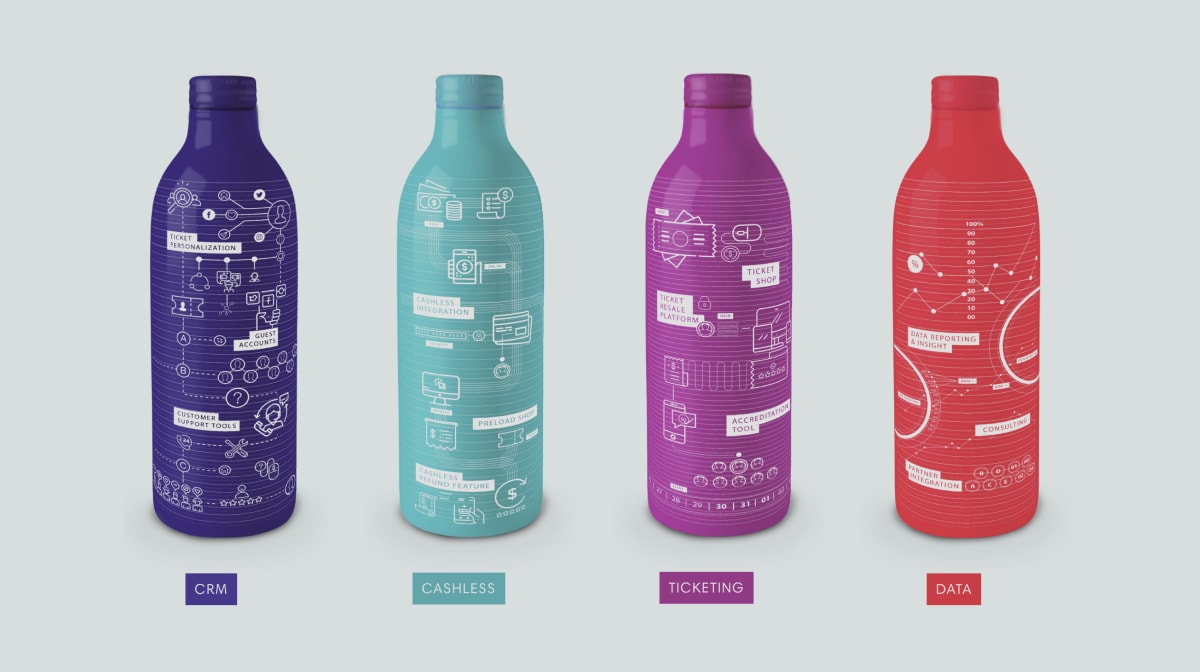 TICKET
PERSONALIZATION
GUEST
ACCOUNTS
A
B
?
CUSTOMER
SUPPORT TOOLS
24
C
?
CRM
$
$
$
CASHLESS
INTEGRATION
PRELOAD SHOP
$
CASHLESS
REFUND FEATURE
$
CASHLESS
$
TICKET
SHOP
TICKET
RESALE
PLATFORM
$
ACCREDITATION
TOOL
28 | 29 | 30 | 31 | 01 | 02
TICKETING
100%
90
80
70
60
50
40
30
20
10
00
%
DATA REPORTING
& INSIGHT
CONSULTING
PARTNER
INTEGRATION
A C E
DATA